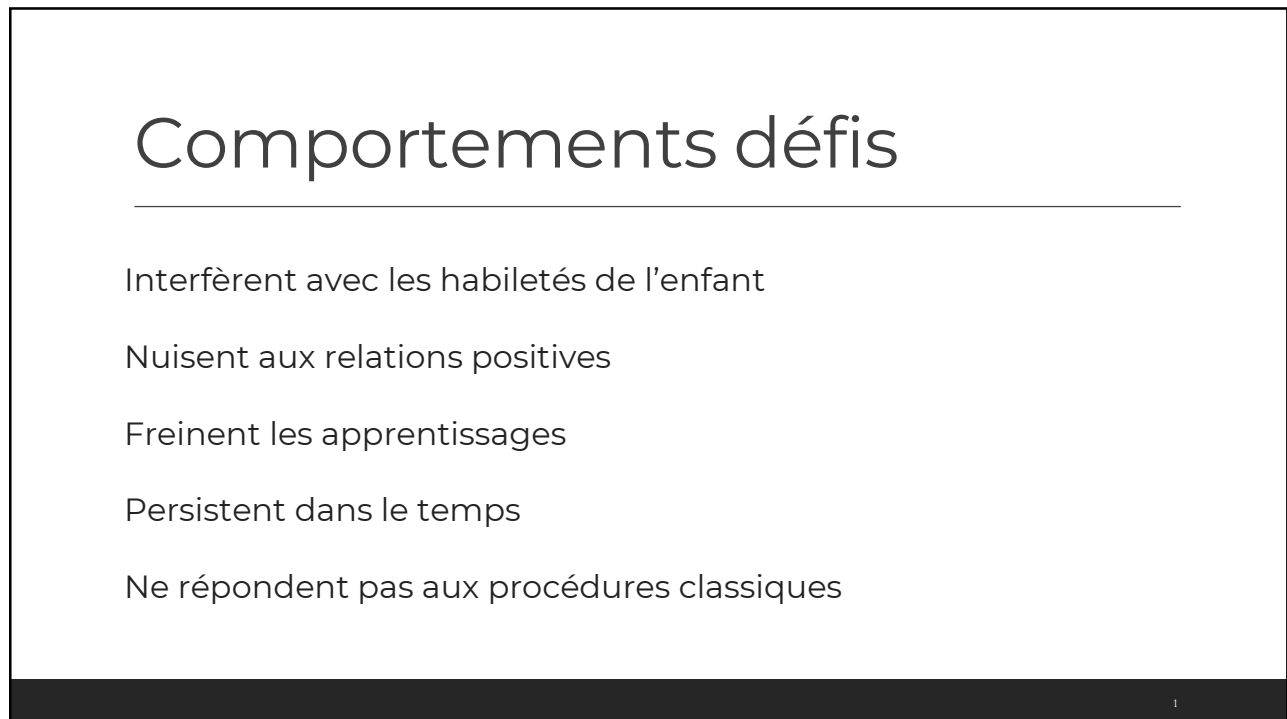 Comportements défis
Interfèrent avec les habiletés de l’enfant
Nuisent aux relations positives
Freinent les apprentissages
Persistent dans le temps
Ne répondent pas aux procédures classiques
1